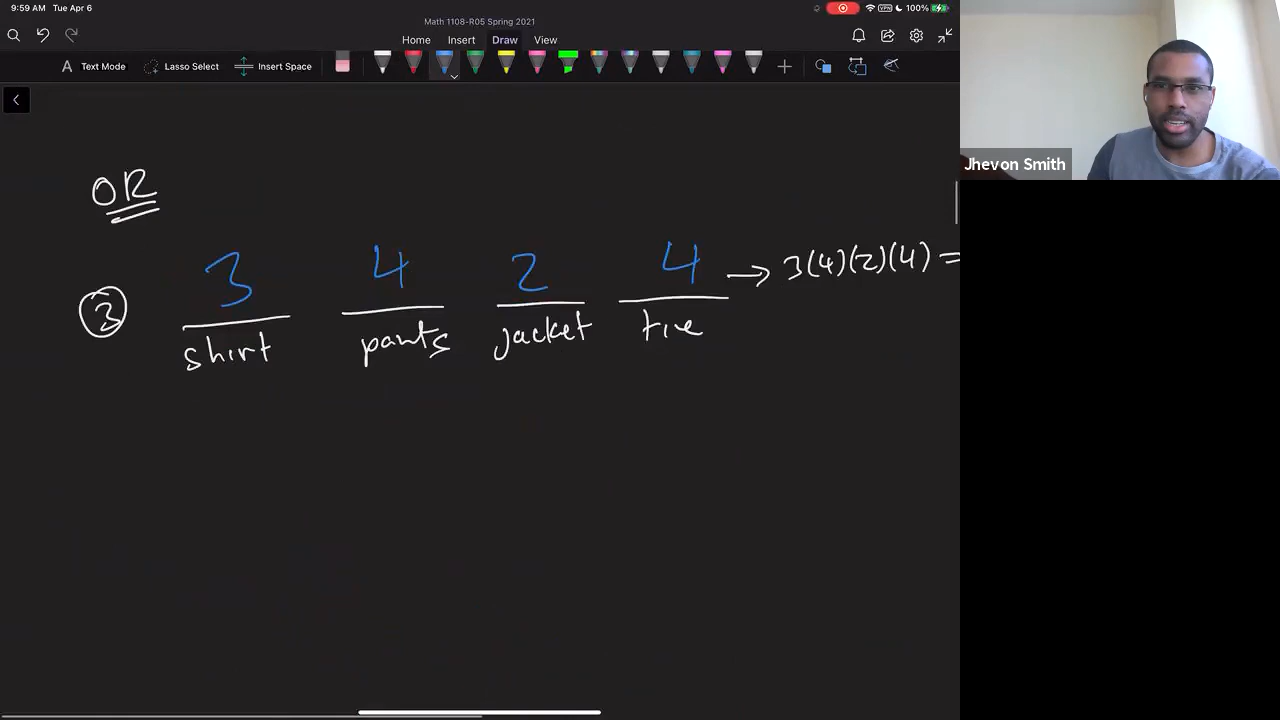 9:59 AM Tue Apr 6
Math 1108-R05 Spring 2021
VPN 100%
Home Insert Draw View
A Text Mode Lasso Select Insert Space
Jhevon Smith
OR
3 4 2 4 → 3(4)(2)(4) =
③ shirt pants jacket tie